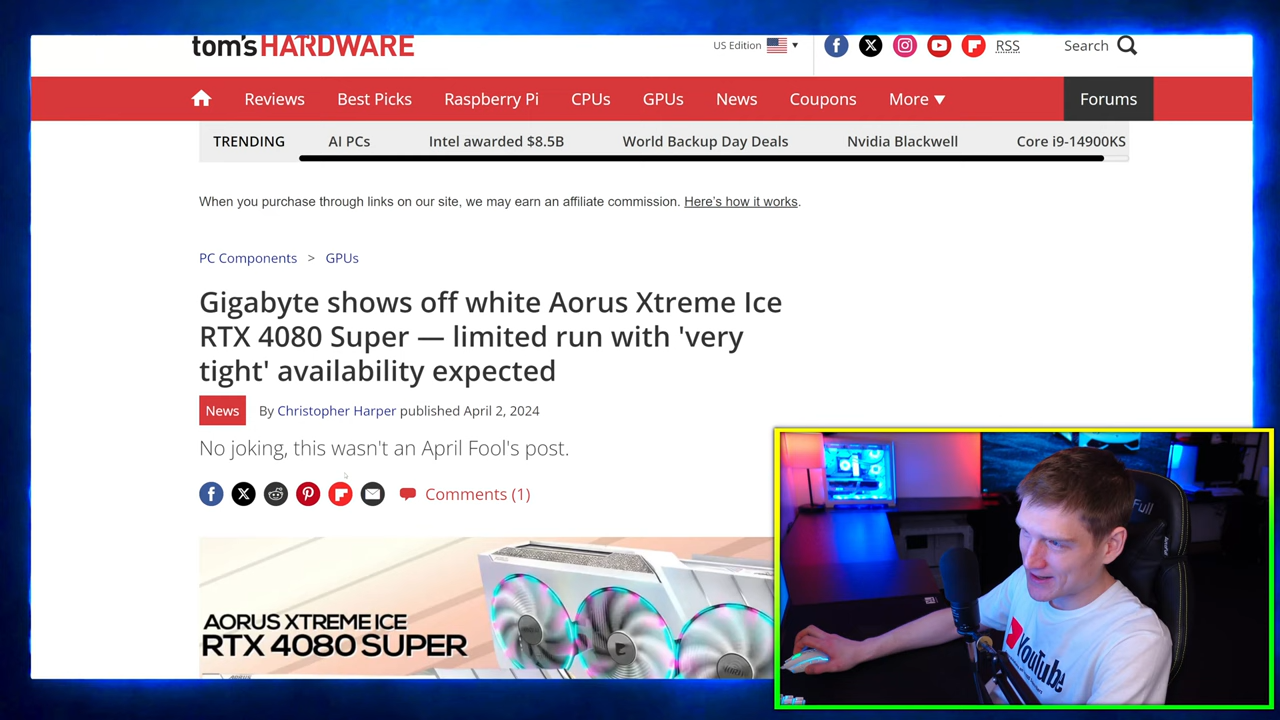 tom's HARDWARE
US Edition
RSS
Search
Reviews
Best Picks
Raspberry Pi
CPUs
GPUs
News
Coupons
More
Forums
TRENDING
AI PCs
Intel awarded $8.5B
World Backup Day Deals
Nvidia Blackwell
Core i9-14900KS
When you purchase through links on our site, we may earn an affiliate commission. Here's how it works.
PC Components > GPUs
Gigabyte shows off white Aorus Xtreme Ice
RTX 4080 Super — limited run with 'very
tight' availability expected
News
By Christopher Harper published April 2, 2024
No joking, this wasn't an April Fool's post.
Comments (1)
AORUS XTREME ICE
RTX 4080 SUPER
YouTube